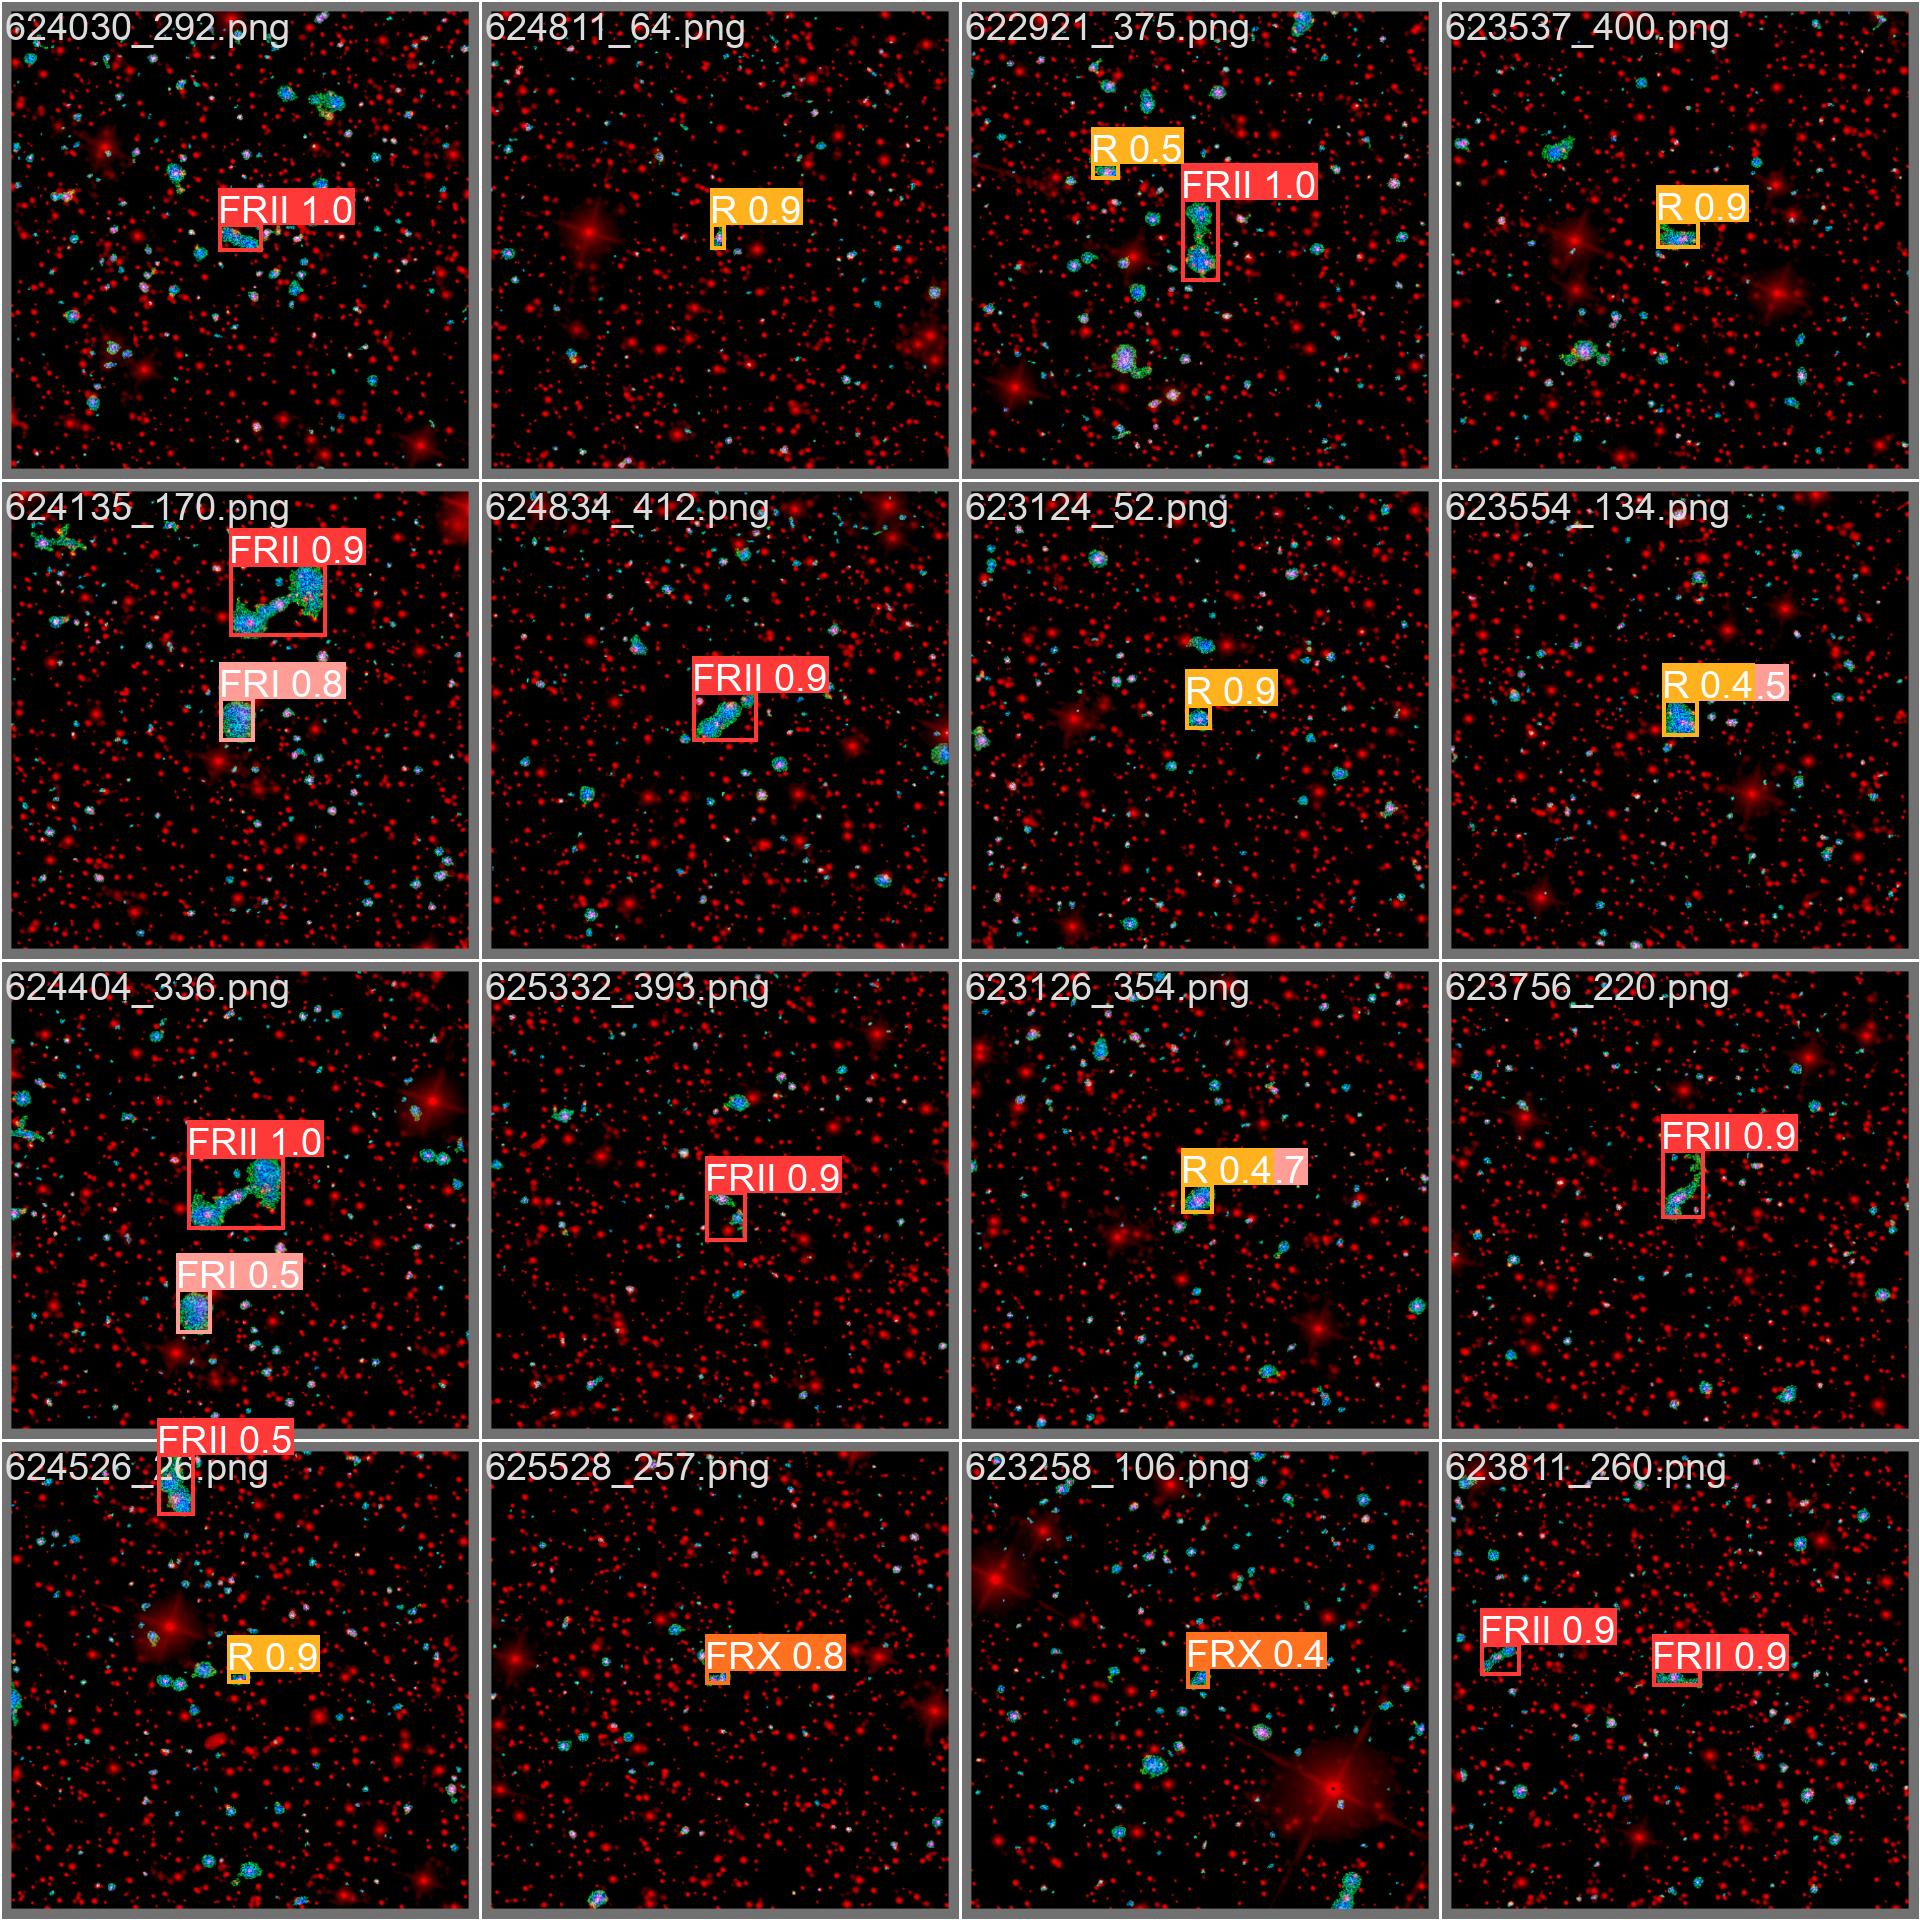 624030_292.png
FRII 1.0
624811_64.png
R 0.9
622921_375.png
R 0.5
FRII 1.0
623537_400.png
R 0.9
624135_170.png
FRII 0.9
FRI 0.8
624834_412.png
FRII 0.9
623124_52.png
R 0.9
623554_134.png
R 0.4
.5
624404_336.png
FRII 1.0
FRI 0.5
625332_393.png
FRII 0.9
623126_354.png
R 0.4
.7
623756_220.png
FRII 0.9
624526_26.png
FRII 0.5
R 0.9
625528_257.png
FRX 0.8
623258_106.png
FRX 0.4
623811_260.png
FRII 0.9
FRII 0.9